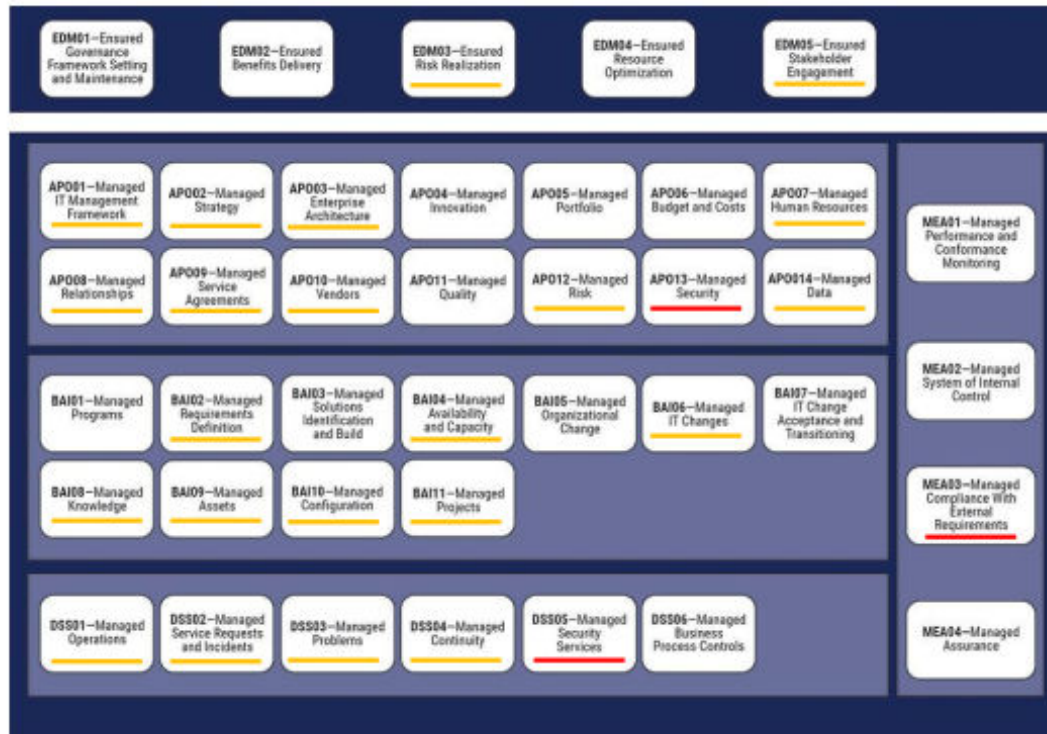 EDM01—Ensured
Governance
Framework Setting
and Maintenance
EDM02—Ensured
Benefits Delivery
EDM03—Ensured
Risk Realization
EDM04—Ensured
Resource
Optimization
EDM05—Ensured
Stakeholder
Engagement
APO01—Managed
IT Management
Framework
APO02—Managed
Strategy
APO03—Managed
Enterprise
Architecture
APO04—Managed
Innovation
APO05—Managed
Portfolio
APO06—Managed
Budget and Costs
APO07—Managed
Human Resources
APO08—Managed
Relationships
APO09—Managed
Service
Agreements
APO10—Managed
Vendors
APO11—Managed
Quality
APO12—Managed
Risk
APO13—Managed
Security
APO014—Managed
Data
BAI01—Managed
Programs
BAI02—Managed
Requirements
Definition
BAI03—Managed
Solutions
Identification
and Build
BAI04—Managed
Availability
and Capacity
BAI05—Managed
Organizational
Change
BAI06—Managed
IT Changes
BAI07—Managed
IT Change
Acceptance and
Transitioning
BAI08—Managed
Knowledge
BAI09—Managed
Assets
BAI10—Managed
Configuration
BAI11—Managed
Projects
DSS01—Managed
Operations
DSS02—Managed
Service Requests
and Incidents
DSS03—Managed
Problems
DSS04—Managed
Continuity
DSS05—Managed
Security
Services
DSS06—Managed
Business
Process Controls
MEA01—Managed
Performance and
Conformance
Monitoring
MEA02—Managed
System of Internal
Control
MEA03—Managed
Compliance With
External
Requirements
MEA04—Managed
Assurance